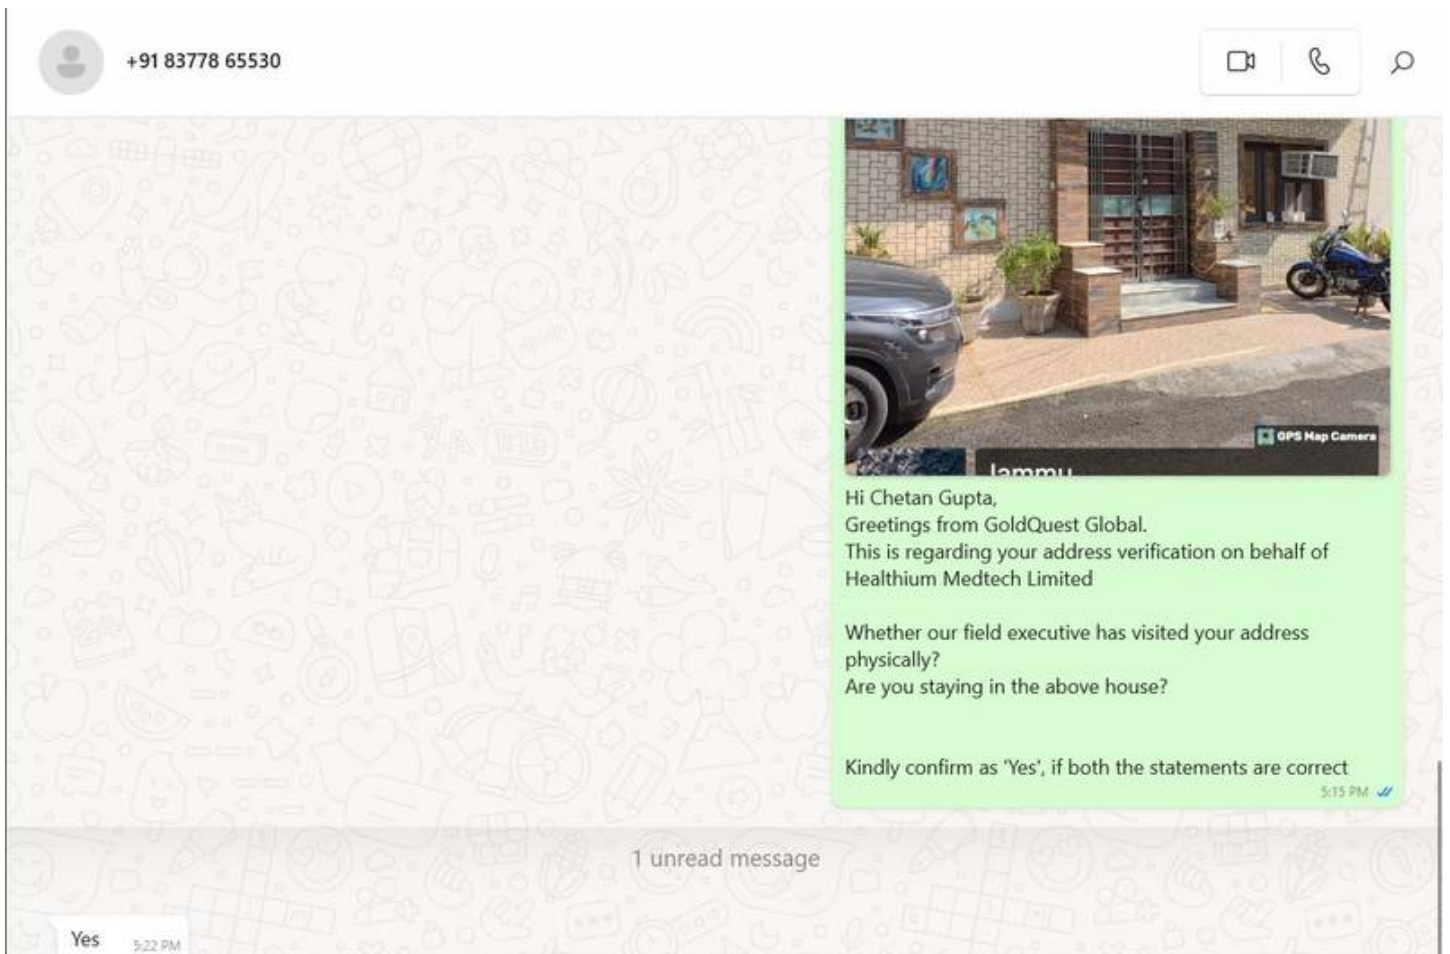 +91 83778 65530
GPS Map Camera
Jammu
Hi Chetan Gupta,
Greetings from GoldQuest Global.
This is regarding your address verification on behalf of
Healthium Medtech Limited
Whether our field executive has visited your address
physically?
Are you staying in the above house?
Kindly confirm as 'Yes', if both the statements are correct
5:15 PM
1 unread message
Yes
5:22 PM